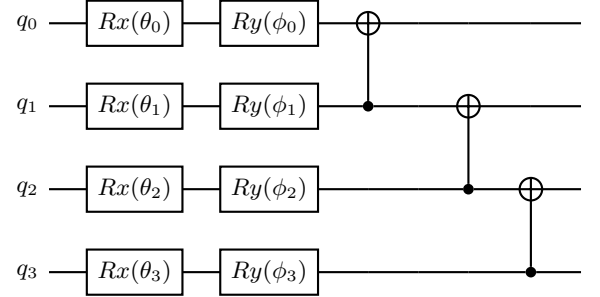 q₀ Rx(θ₀) Ry(ϕ₀)
q₁ Rx(θ₁) Ry(ϕ₁)
q₂ Rx(θ₂) Ry(ϕ₂)
q₃ Rx(θ₃) Ry(ϕ₃)